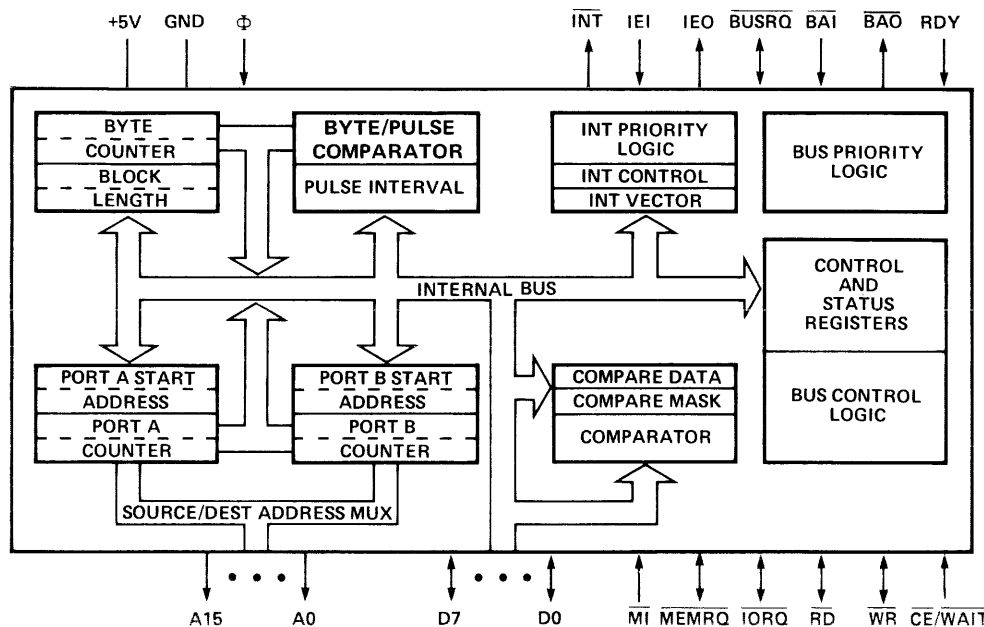 +5V GND Φ INT IEI IEO BUSRQ BAI BAO RDY
BYTE
COUNTER
BLOCK
LENGTH
BYTE/PULSE
COMPARATOR
PULSE INTERVAL
INT PRIORITY
LOGIC
INT CONTROL
INT VECTOR
BUS PRIORITY
LOGIC
INTERNAL BUS
CONTROL
AND
STATUS
REGISTERS
BUS CONTROL
LOGIC
PORT A START
ADDRESS
PORT A
COUNTER
PORT B START
ADDRESS
PORT B
COUNTER
COMPARE DATA
COMPARE MASK
COMPARATOR
SOURCE/DEST ADDRESS MUX
A15 A0 D7 D0 MI MEMRQ IORQ RD WR CE/WAIT